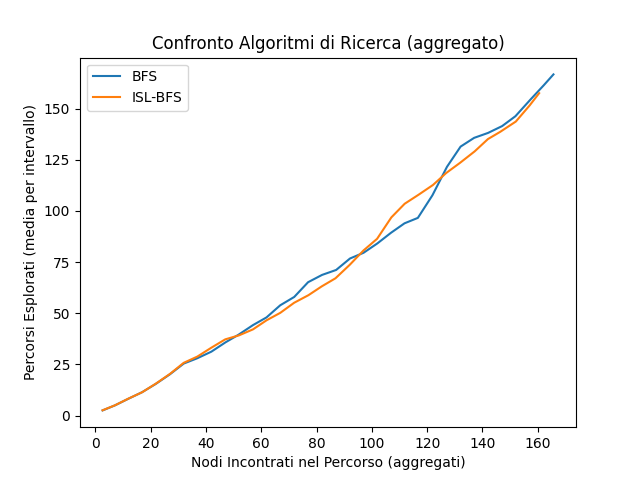 Confronto Algoritmi di Ricerca (aggregato)
BFS
ISL-BFS
Percorsi Esplorati (media per intervallo)
150
125
100
75
50
25
0
0 20 40 60 80 100 120 140 160
Nodi Incontrati nel Percorso (aggregati)